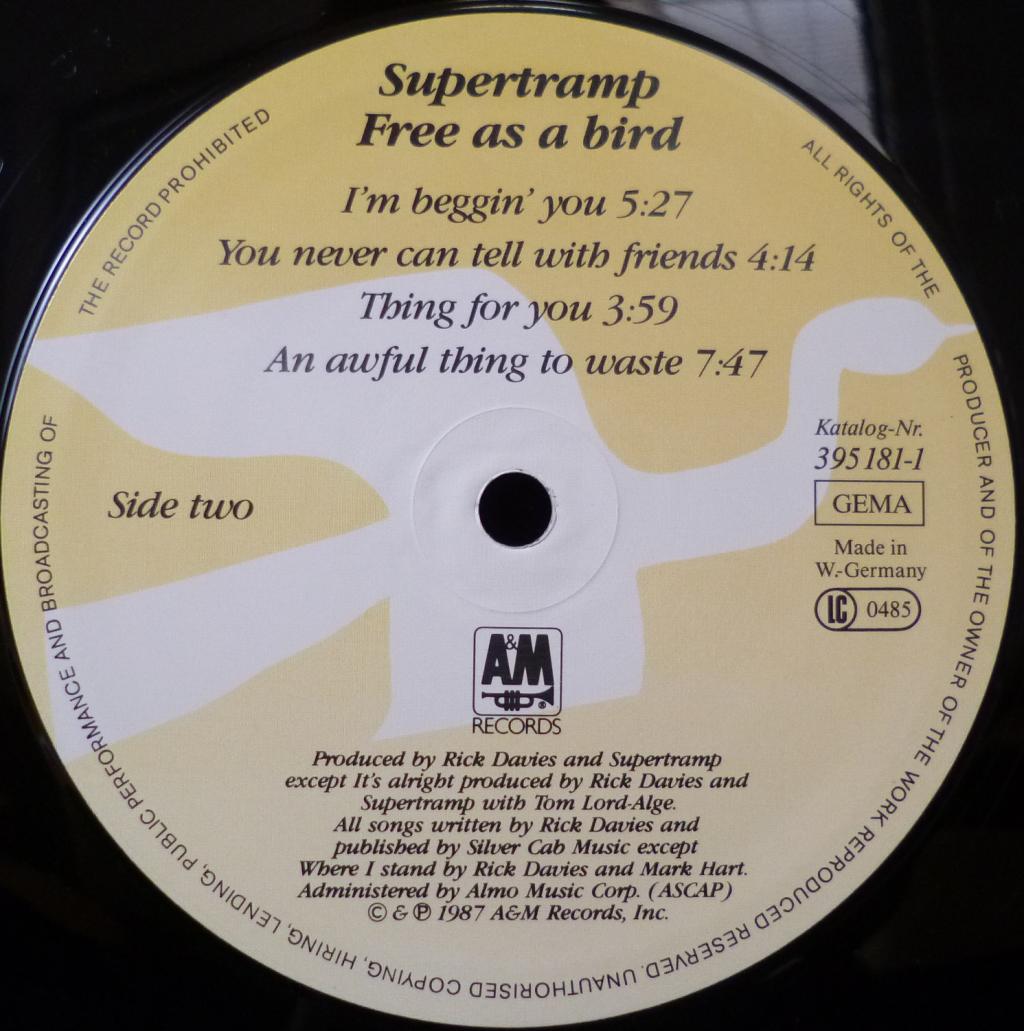 Supertramp
Free as a bird
I'm beggin' you 5:27
You never can tell with friends 4:14
Thing for you 3:59
An awful thing to waste 7:47
Side two
Katalog-Nr.
395 181-1
GEMA
Made in
W.-Germany
LC 0485
A&M
®
RECORDS
Produced by Rick Davies and Supertramp
except It's alright produced by Rick Davies and
Supertramp with Tom Lord-Alge.
All songs written by Rick Davies and
published by Silver Cab Music except
Where I stand by Rick Davies and Mark Hart.
Administered by Almo Music Corp. (ASCAP)
© & ℗ 1987 A&M Records, Inc.
ALL RIGHTS OF THE PRODUCER AND OF THE OWNER OF THE WORK REPRODUCED RESERVED. UNAUTHORISED COPYING, HIRING, LENDING, PUBLIC PERFORMANCE AND BROADCASTING OF THE RECORD PROHIBITED